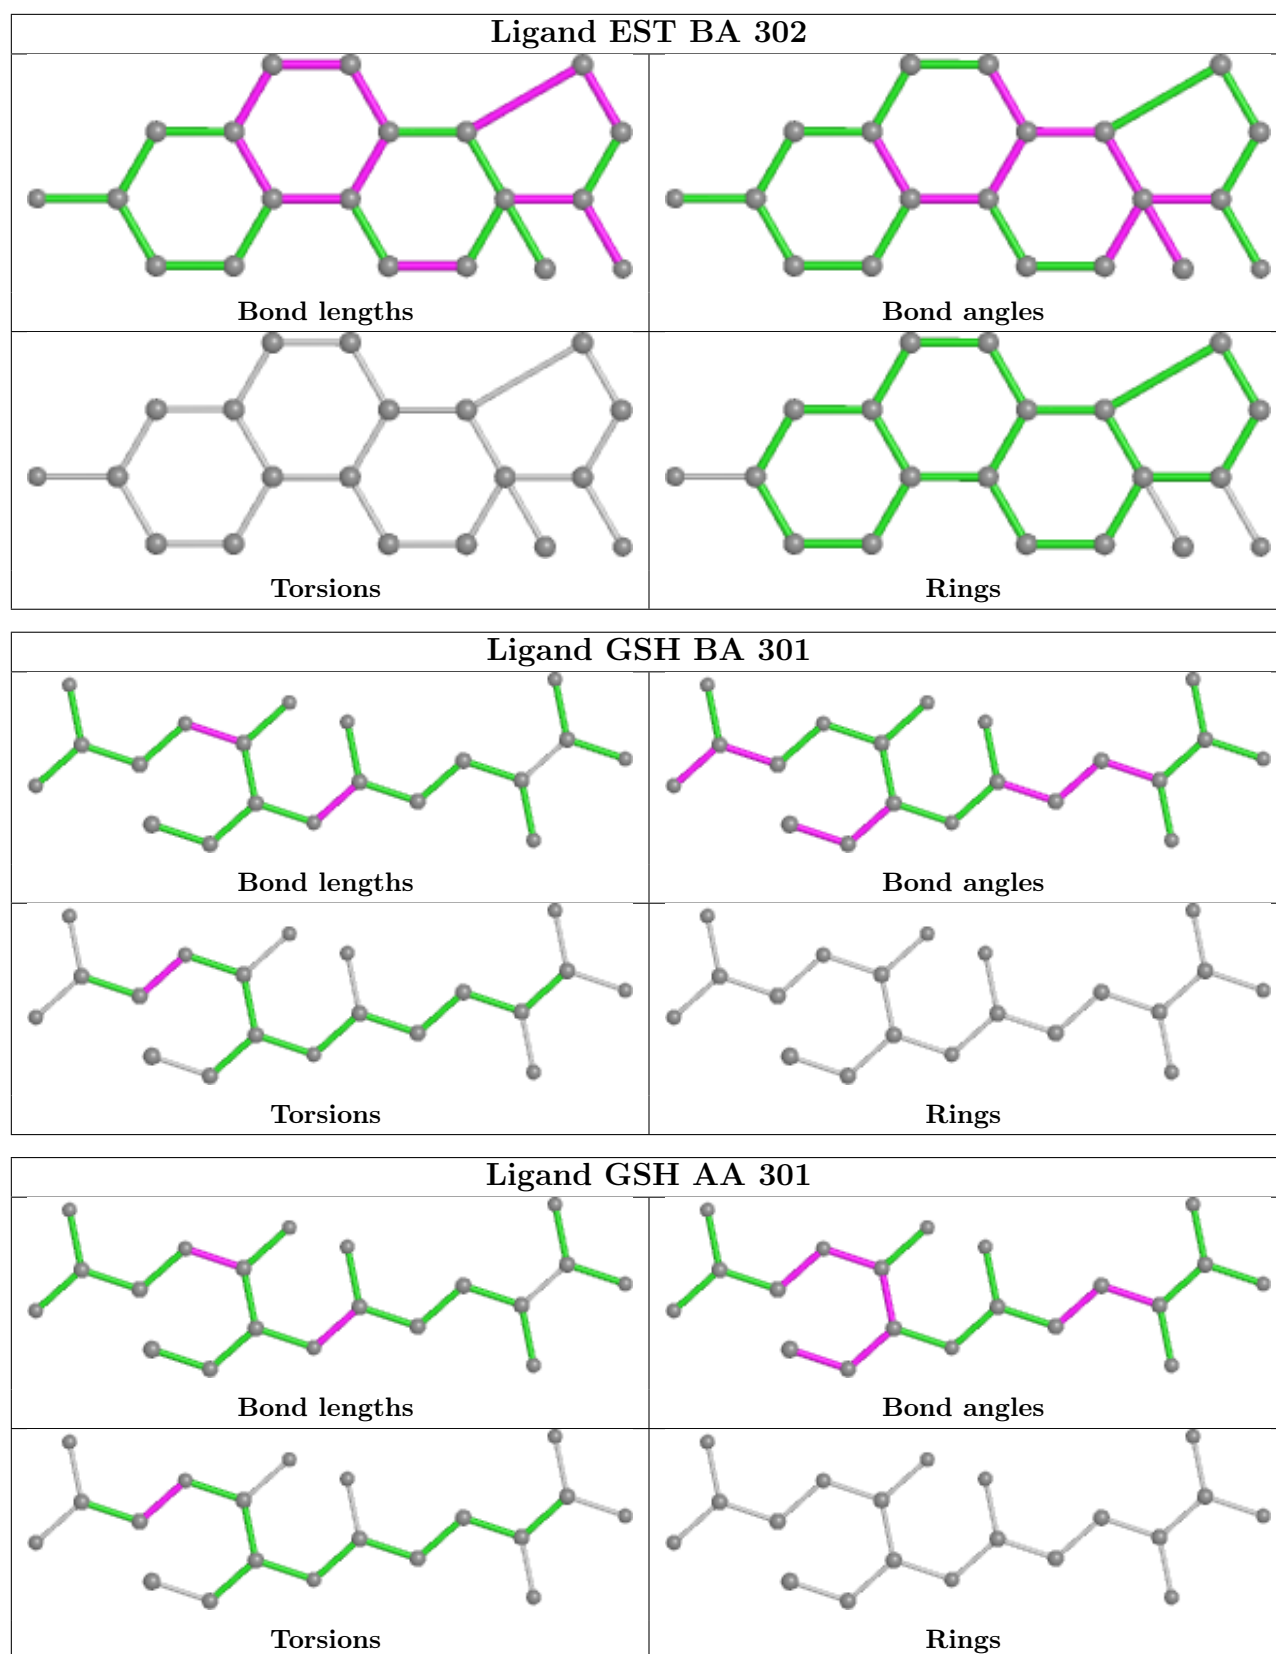 Ligand EST BA 302
Bond lengths
Bond angles
Torsions
Rings
Ligand GSH BA 301
Bond lengths
Bond angles
Torsions
Rings
Ligand GSH AA 301
Bond lengths
Bond angles
Torsions
Rings